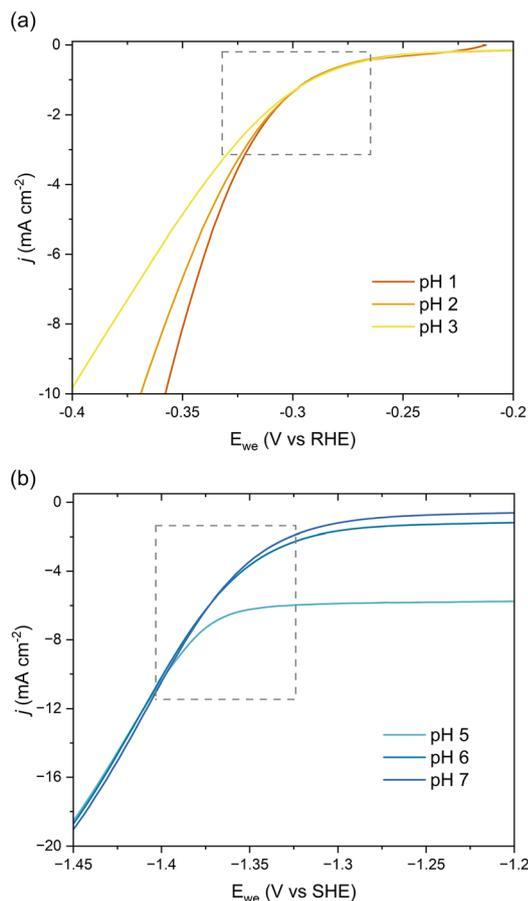 (a)
0
-2
-4
-6
-8
-10
j (mA cm-2)
pH 1
pH 2
pH 3
-0.4 -0.35 -0.3 -0.25 -0.2
Ewe (V vs RHE)
(b)
0
−4
−8
−12
−16
−20
j (mA cm-2)
pH 5
pH 6
pH 7
−1.45 −1.4 −1.35 −1.3 −1.25 −1.2
Ewe (V vs SHE)